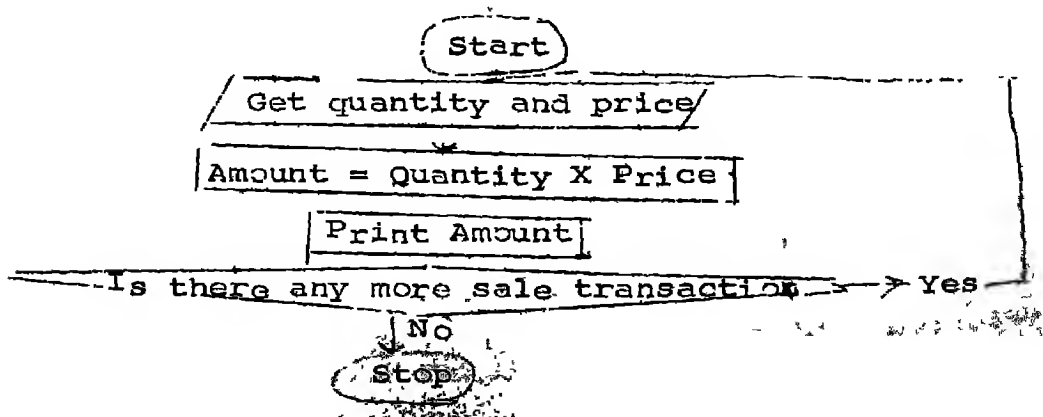 Start
Get quantity and price
Amount = Quantity X Price
Print Amount
Is there any more sale transaction Yes
No
Stop